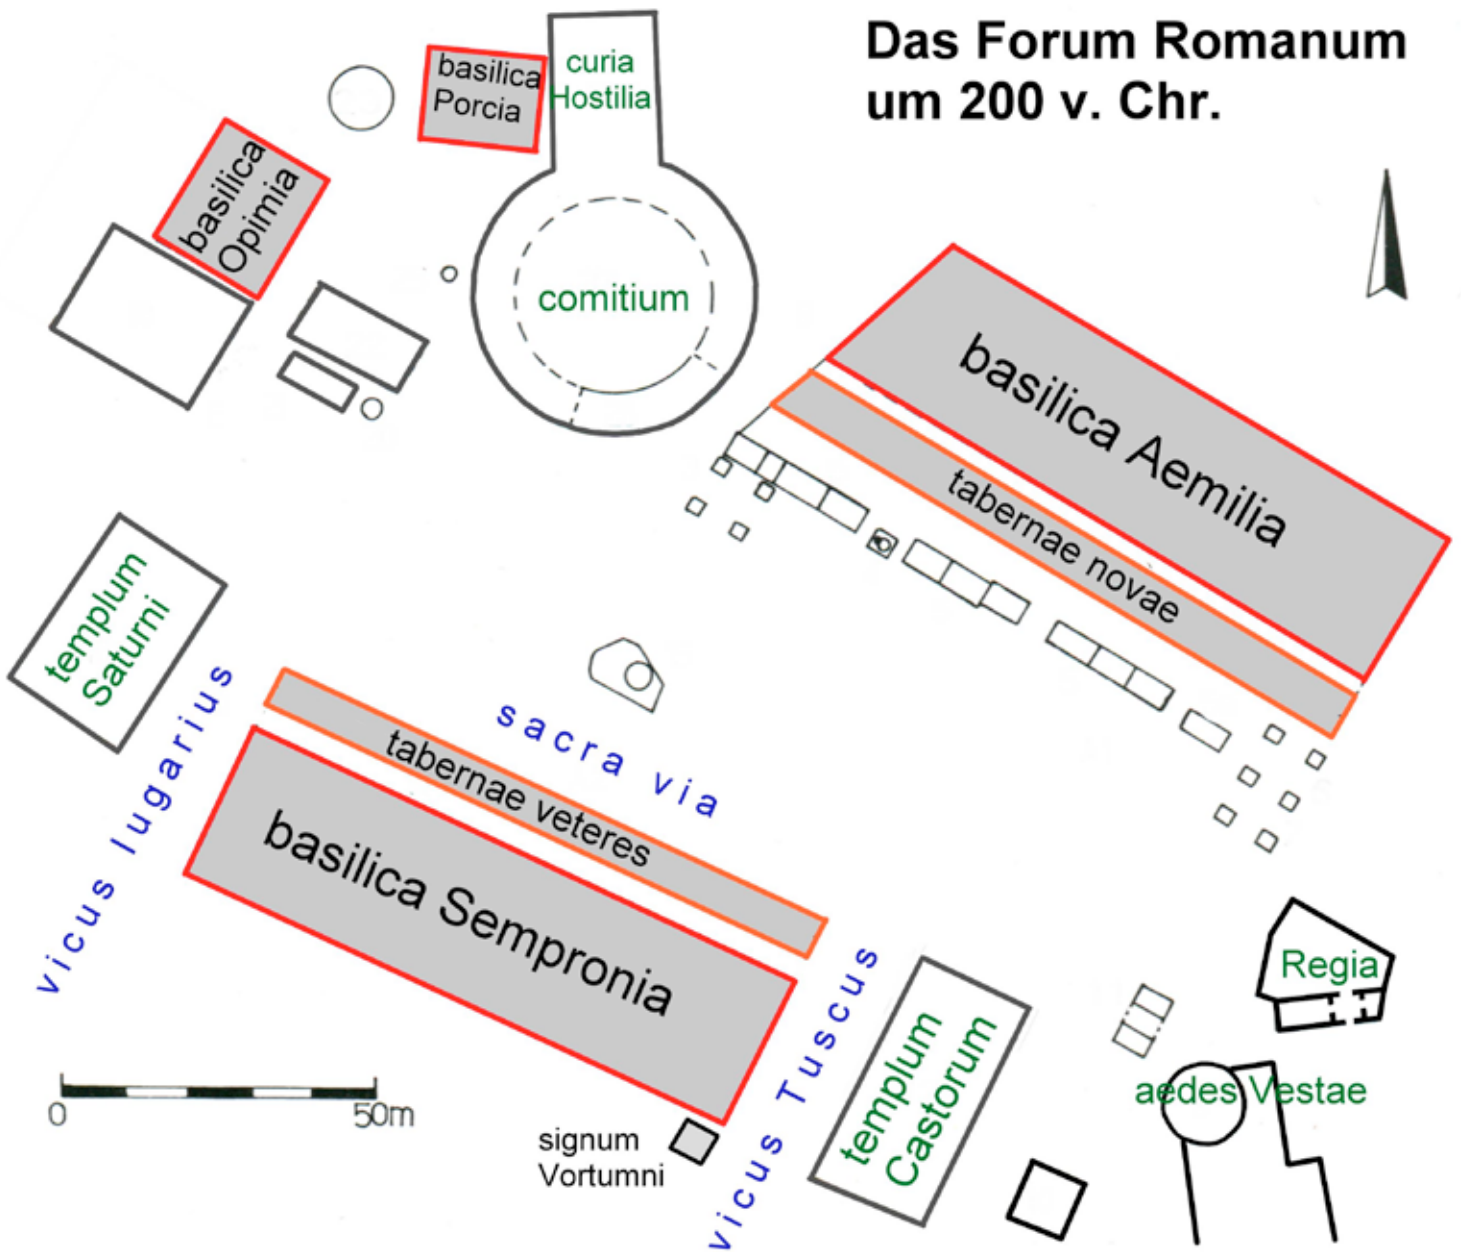 Das Forum Romanum
um 200 v. Chr.
basilica
Porcia
curia
Hostilia
basilica
Opimia
comitium
basilica Aemilia
tabernae novae
templum
Saturni
vicus Iugarius
sacra via
tabernae veteres
basilica Sempronia
vicus Tuscus
templum
Castorum
Regia
aedes Vestae
signum
Vortumni
0 50m